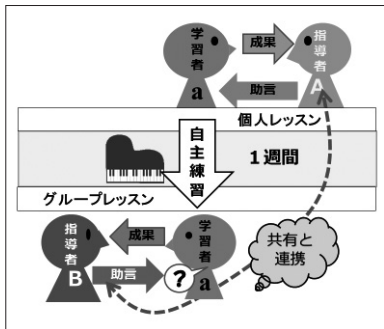 学習者
a
成果
助言
指導者
A
個人レッスン
自主練習
1週間
グループレッスン
指導者
B
成果
助言
?
学習者
a
共有と
連携